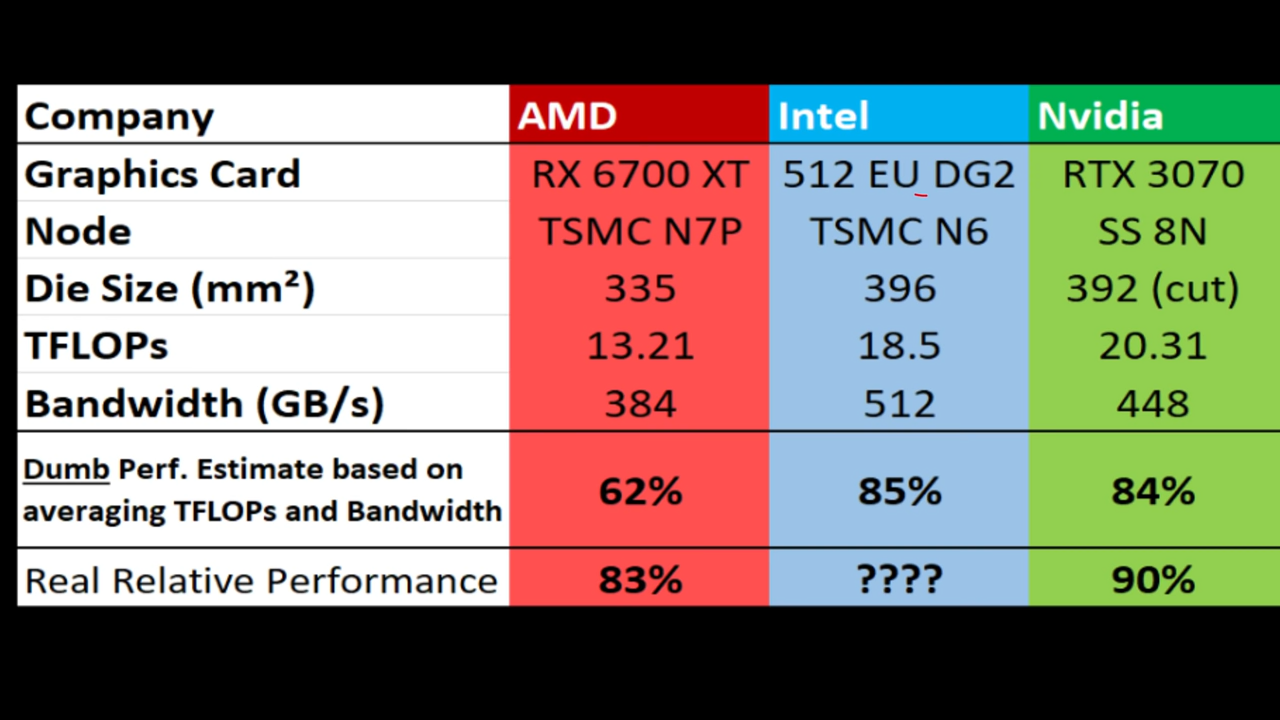 Company AMD Intel Nvidia
Graphics Card RX 6700 XT 512 EU DG2 RTX 3070
Node TSMC N7P TSMC N6 SS 8N
Die Size (mm²) 335 396 392 (cut)
TFLOPs 13.21 18.5 20.31
Bandwidth (GB/s) 384 512 448
Dumb Perf. Estimate based on
averaging TFLOPs and Bandwidth 62% 85% 84%
Real Relative Performance 83% ???? 90%